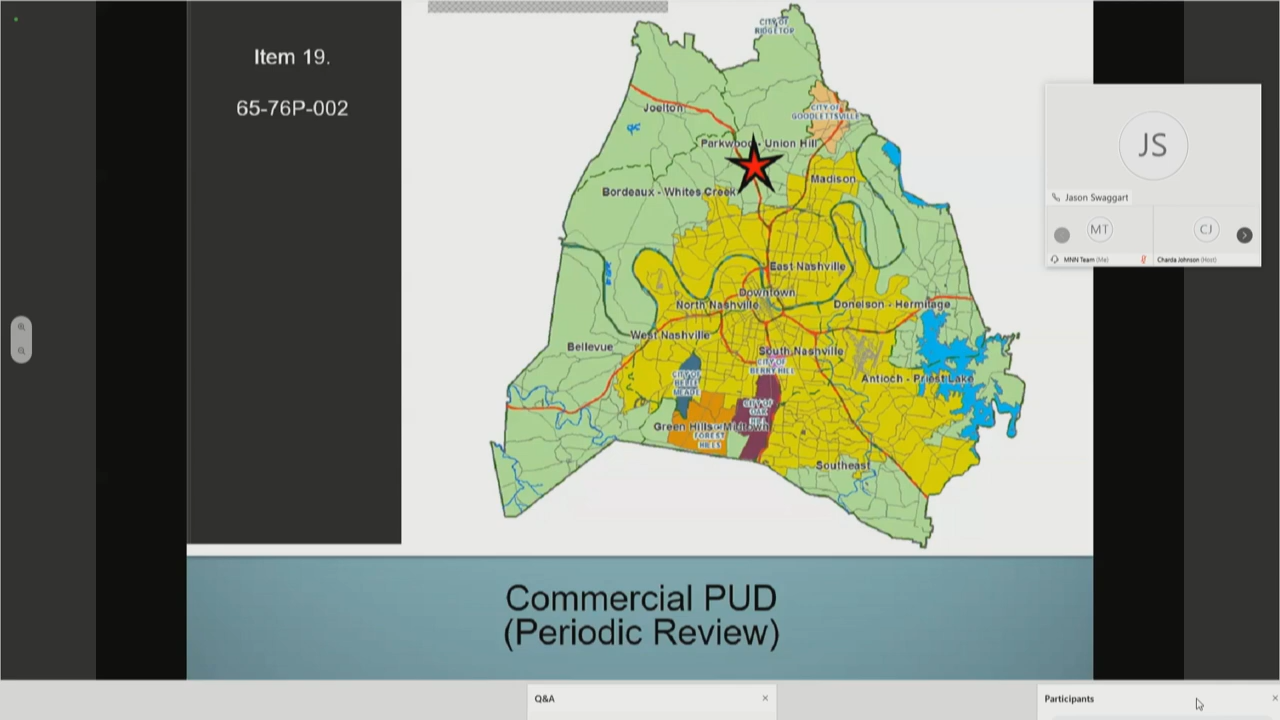 Item 19.
65-76P-002
CITY OF
RIDGETOP
Joelton
CITY OF
GOODLETTSVILLE
Parkwood - Union Hill
Madison
Bordeaux - Whites Creek
East Nashville
Downtown
North Nashville
Donelson - Hermitage
West Nashville
Bellevue
South Nashville
CITY OF
BERRY HILL
CITY OF
BELLE
MEADE
Antioch - Priest Lake
CITY OF
OAK
HILL
Green Hills - Midtown
FOREST
HILLS
Southeast
Commercial PUD
(Periodic Review)
JS
Jason Swaggart
MT
CJ
MNN Team (Me)
Charda Johnson (Host)
Q&A
Participants